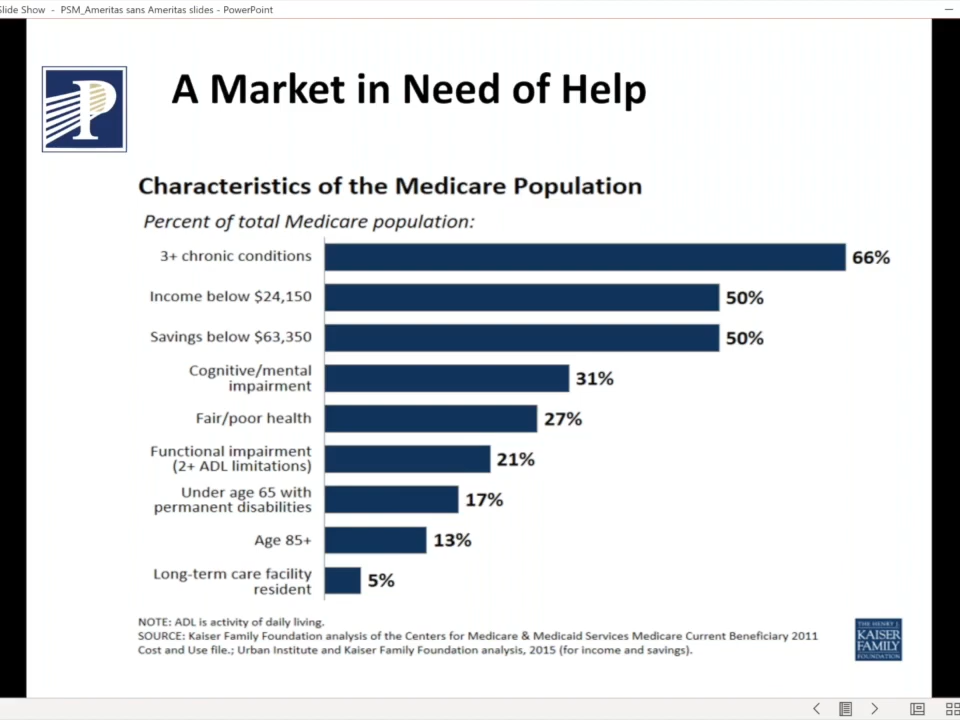 Slide Show - PSM_Ameritas sans Ameritas slides - PowerPoint
P
A Market in Need of Help
Characteristics of the Medicare Population
Percent of total Medicare population:
3+ chronic conditions 66%
Income below $24,150 50%
Savings below $63,350 50%
Cognitive/mental
impairment 31%
Fair/poor health 27%
Functional impairment
(2+ ADL limitations) 21%
Under age 65 with
permanent disabilities 17%
Age 85+ 13%
Long-term care facility
resident 5%
NOTE: ADL is activity of daily living.
SOURCE: Kaiser Family Foundation analysis of the Centers for Medicare & Medicaid Services Medicare Current Beneficiary 2011
Cost and Use file.; Urban Institute and Kaiser Family Foundation analysis, 2015 (for income and savings).
THE HENRY J.
KAISER
FAMILY
FOUNDATION